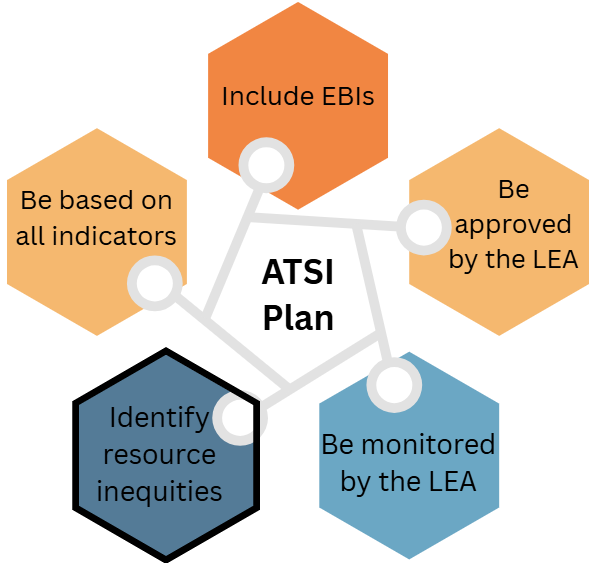 Include EBIs
Be
approved
by the LEA
Be based on
all indicators
ATSI
Plan
Identify
resource
inequities
Be monitored
by the LEA